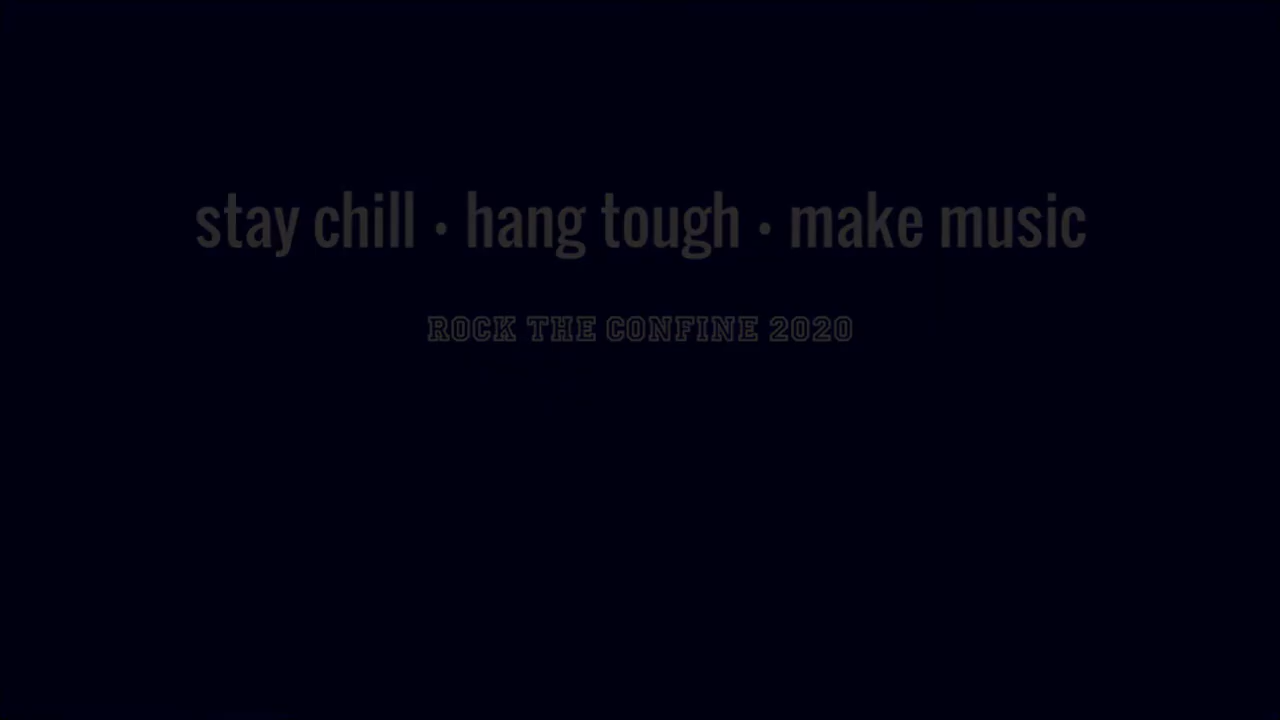 stay chill • hang tough • make music
ROCK THE CONFINE 2020